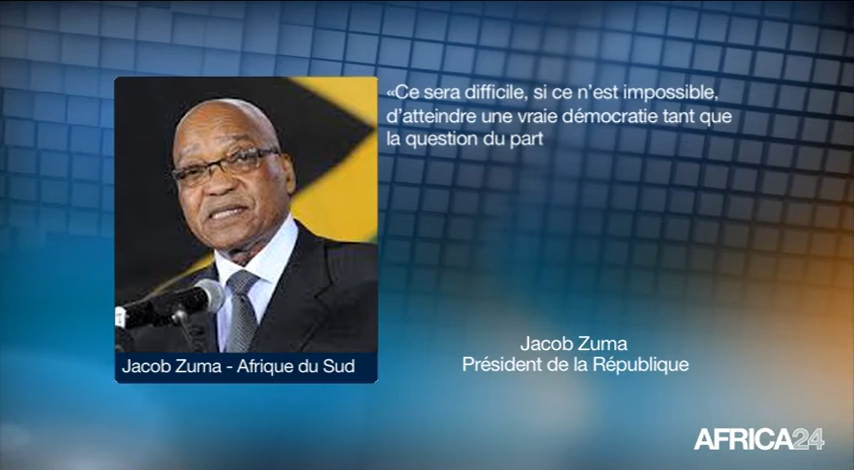 «Ce sera difficile, si ce n’est impossible,
d’atteindre une vraie démocratie tant que
la question du part
Jacob Zuma - Afrique du Sud
Jacob Zuma
Président de la République
AFRICA24